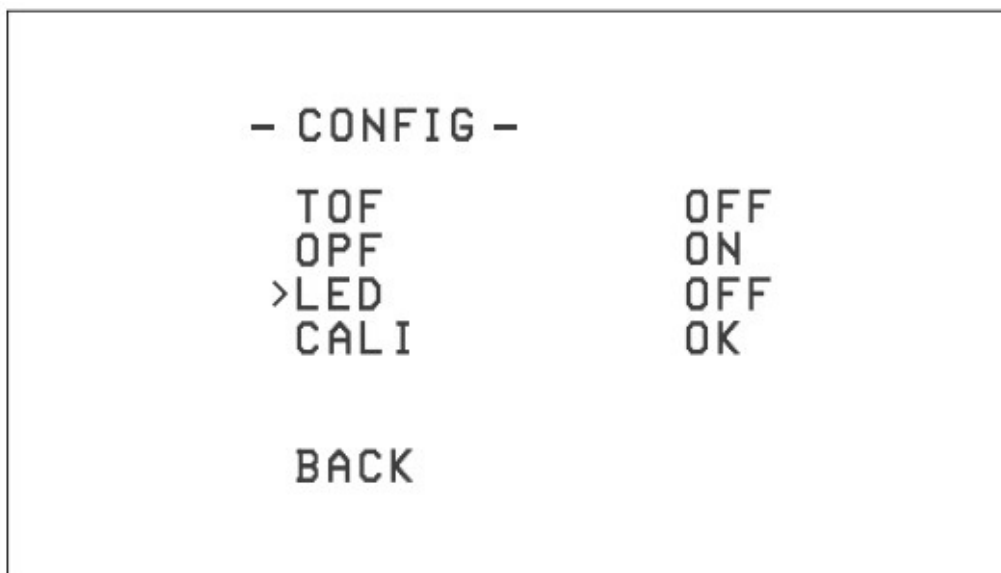 - CONFIG -
TOF OFF
OPF ON
>LED OFF
CALI OK
BACK